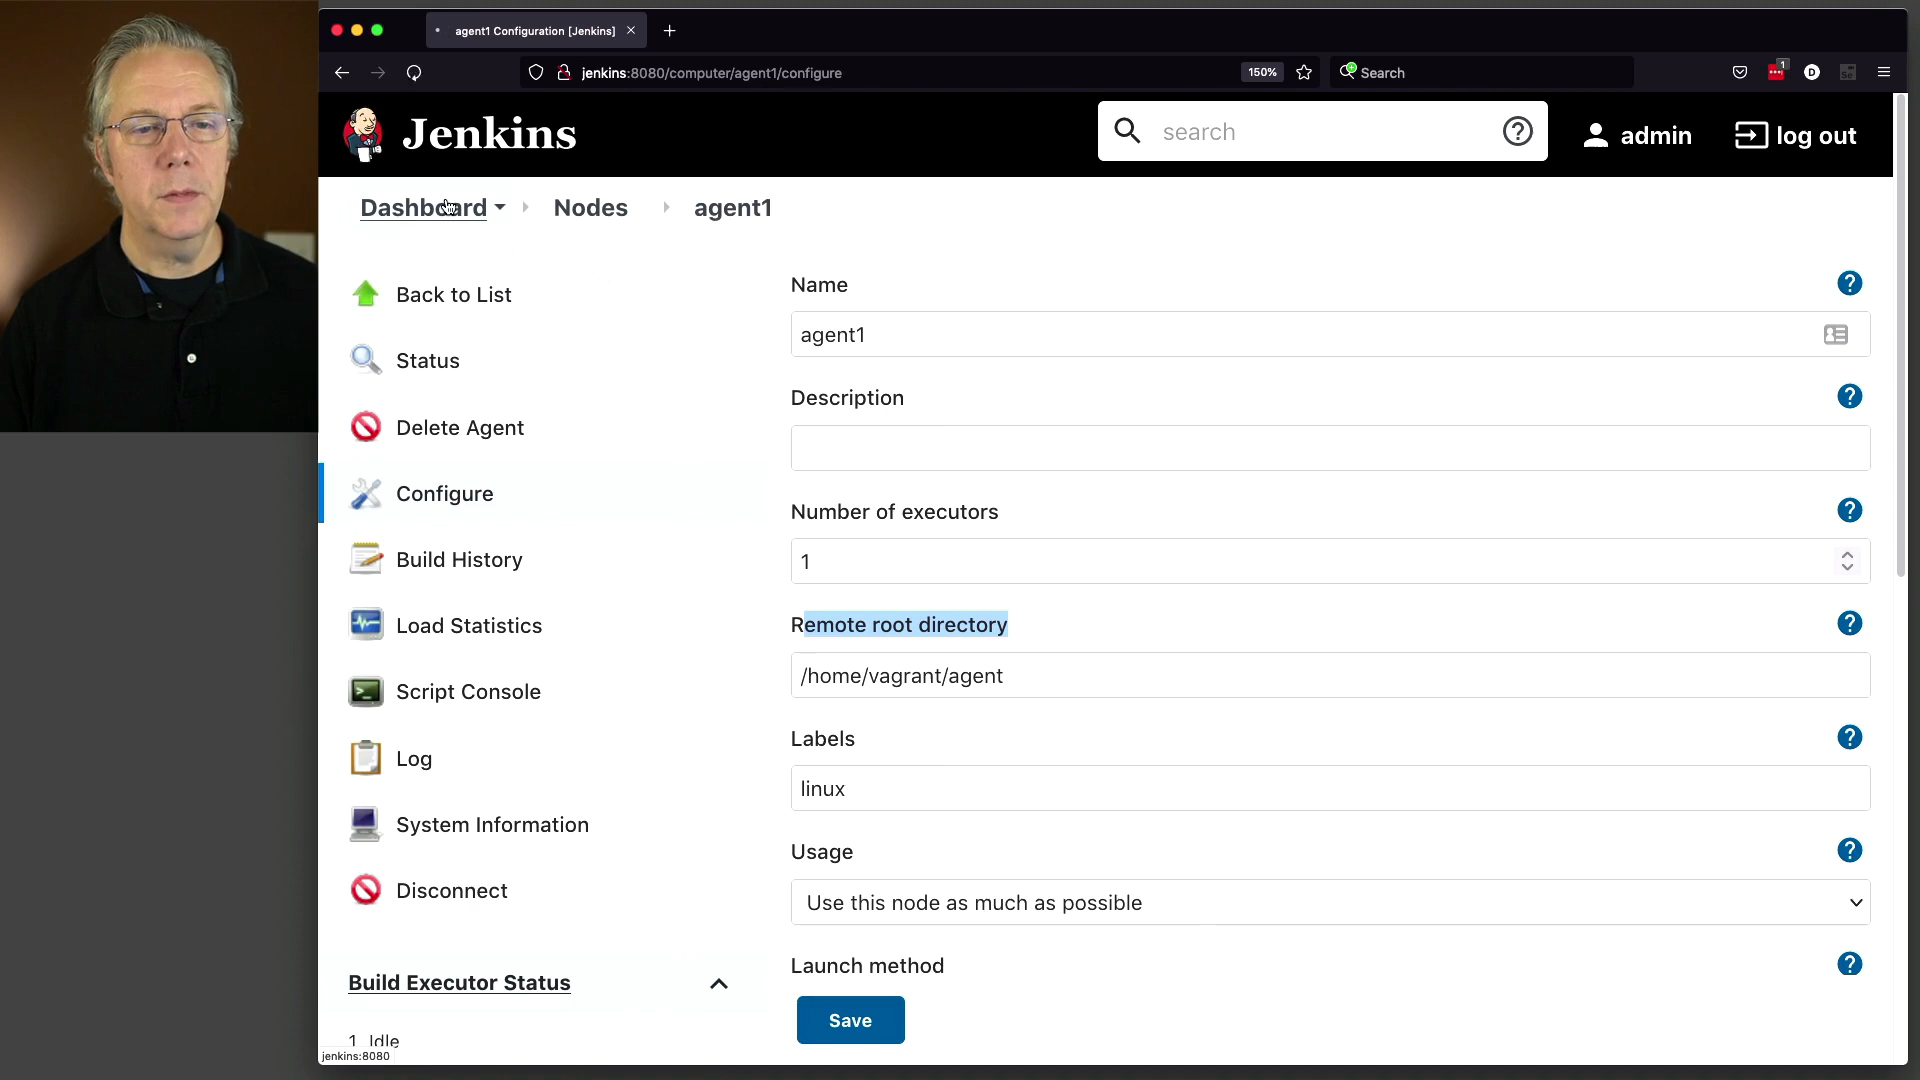 agent1 Configuration [Jenkins]
jenkins:8080/computer/agent1/configure
150%
Search
1
D
Jenkins
search
admin
log out
Dashboard
Nodes
agent1
Back to List
Status
Delete Agent
Configure
Build History
Load Statistics
Script Console
Log
System Information
Disconnect
Build Executor Status
1 Idle
jenkins:8080
Name
agent1
Description
Number of executors
1
Remote root directory
/home/vagrant/agent
Labels
linux
Usage
Use this node as much as possible
Launch method
Save